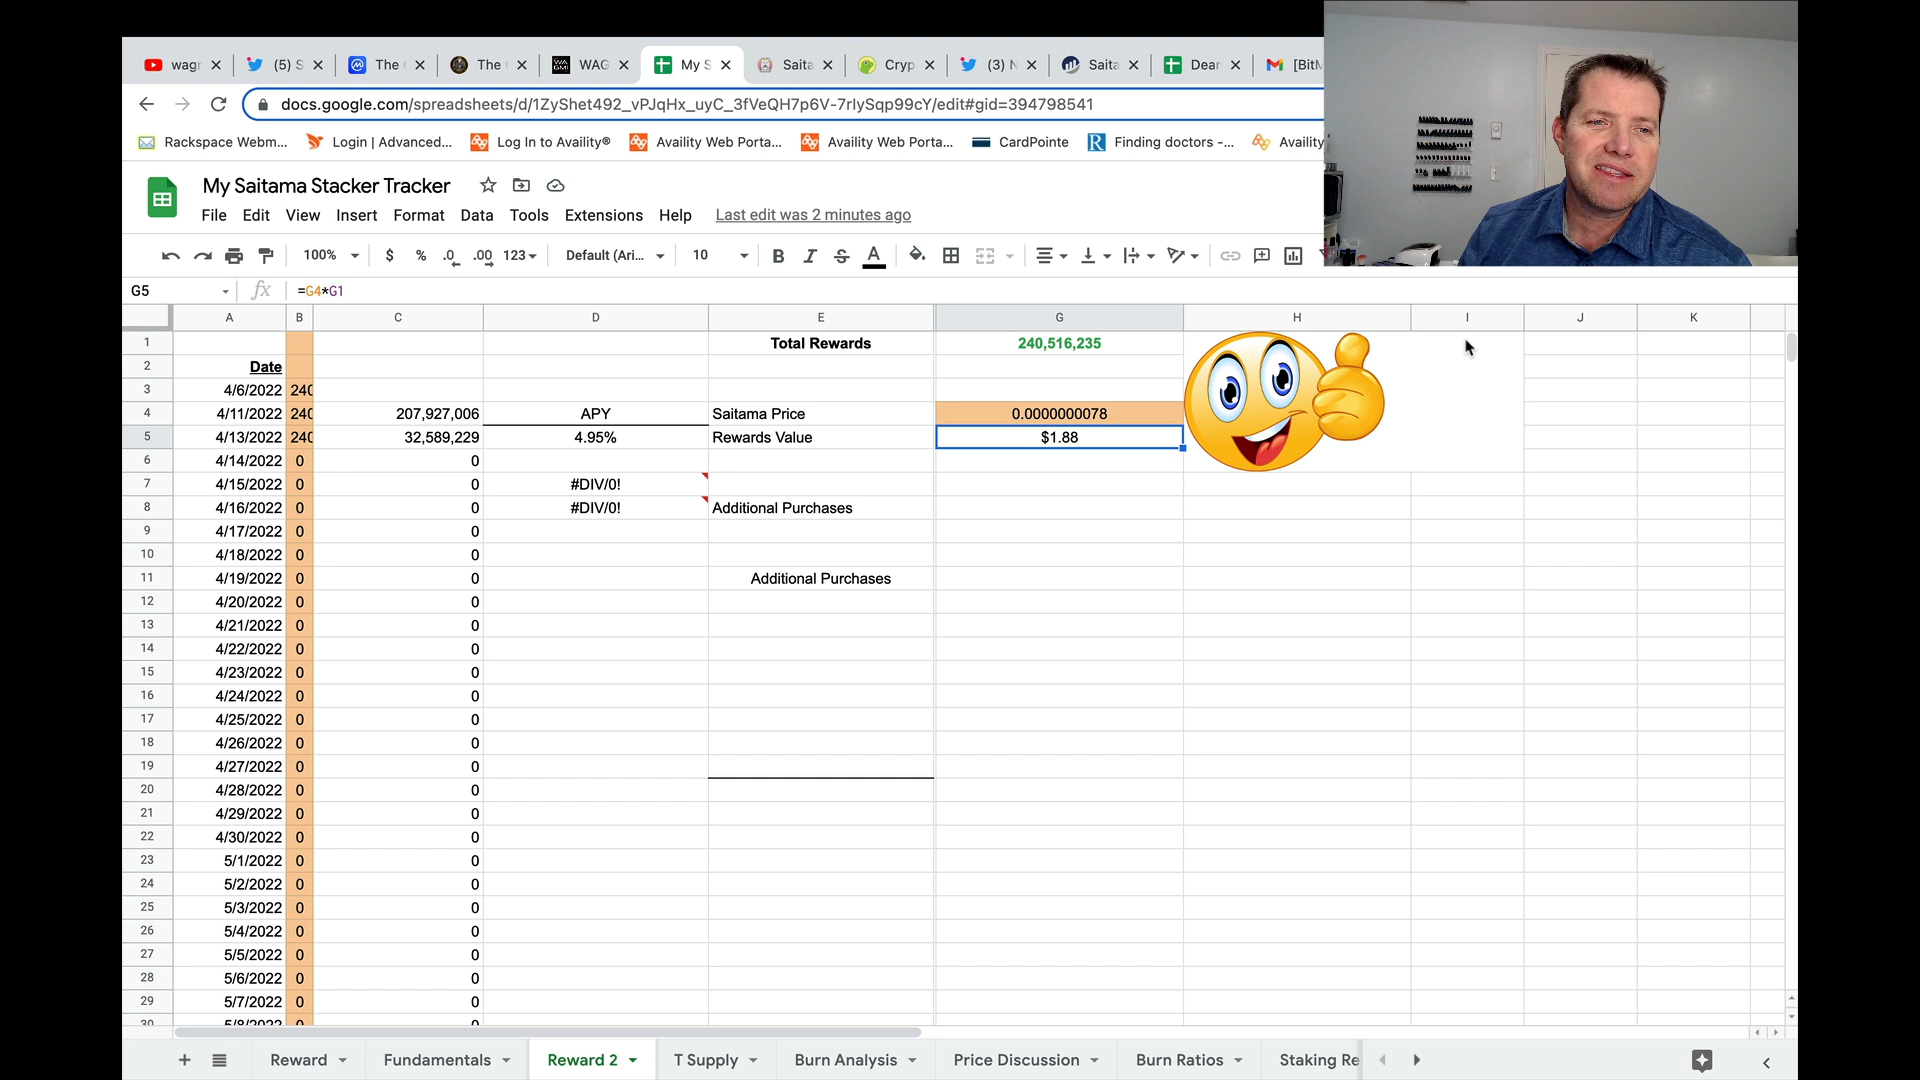 wagr (5) S The The WAG My S Saita Cryp (3) N Saita Dear [BitM
docs.google.com/spreadsheets/d/1ZyShet492_vPJqHx_uyC_3fVeQH7p6V-7rIySqp99cY/edit#gid=394798541
Rackspace Webm... Login | Advanced... Log In to Availity® Availity Web Porta... Availity Web Porta... CardPointe Finding doctors -... Availity
My Saitama Stacker Tracker
File Edit View Insert Format Data Tools Extensions Help Last edit was 2 minutes ago
100% $ % .0 .00 123 Default (Ari... 10 B I S A
G5 fx =G4*G1
A B C D E G H I J K
1 Total Rewards 240,516,235
2 Date
3 4/6/2022 240
4 4/11/2022 240 207,927,006 APY Saitama Price 0.0000000078
5 4/13/2022 240 32,589,229 4.95% Rewards Value $1.88
6 4/14/2022 0 0
7 4/15/2022 0 0 #DIV/0!
8 4/16/2022 0 0 #DIV/0! Additional Purchases
9 4/17/2022 0 0
10 4/18/2022 0 0
11 4/19/2022 0 0 Additional Purchases
12 4/20/2022 0 0
13 4/21/2022 0 0
14 4/22/2022 0 0
15 4/23/2022 0 0
16 4/24/2022 0 0
17 4/25/2022 0 0
18 4/26/2022 0 0
19 4/27/2022 0 0
20 4/28/2022 0 0
21 4/29/2022 0 0
22 4/30/2022 0 0
23 5/1/2022 0 0
24 5/2/2022 0 0
25 5/3/2022 0 0
26 5/4/2022 0 0
27 5/5/2022 0 0
28 5/6/2022 0 0
29 5/7/2022 0 0
30 5/8/2022 0 0
+ Reward Fundamentals Reward 2 T Supply Burn Analysis Price Discussion Burn Ratios Staking Re